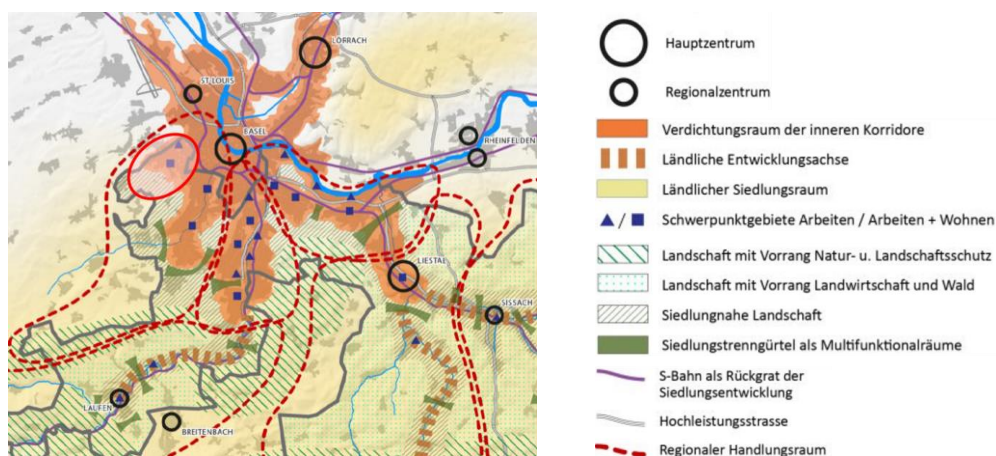 LÖRRACH
ST LOUIS
BASEL
RHEINFELDEN
LIESTAL
SISSACH
LAUFEN
BREITENBACH
Hauptzentrum
Regionalzentrum
Verdichtungsraum der inneren Korridore
Ländliche Entwicklungsachse
Ländlicher Siedlungsraum
/ Schwerpunktgebiete Arbeiten / Arbeiten + Wohnen
Landschaft mit Vorrang Natur- u. Landschaftsschutz
Landschaft mit Vorrang Landwirtschaft und Wald
Siedlungsnahe Landschaft
Siedlungstrenngürtel als Multifunktionalräume
S-Bahn als Rückgrat der
Siedlungsentwicklung
Hochleistungsstrasse
Regionaler Handlungsraum